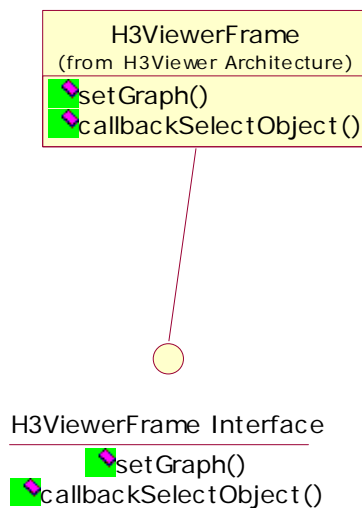 H3ViewerFrame
(from H3Viewer Architecture)
setGraph()
callbackSelectObject()
H3ViewerFrame Interface
setGraph()
callbackSelectObject()